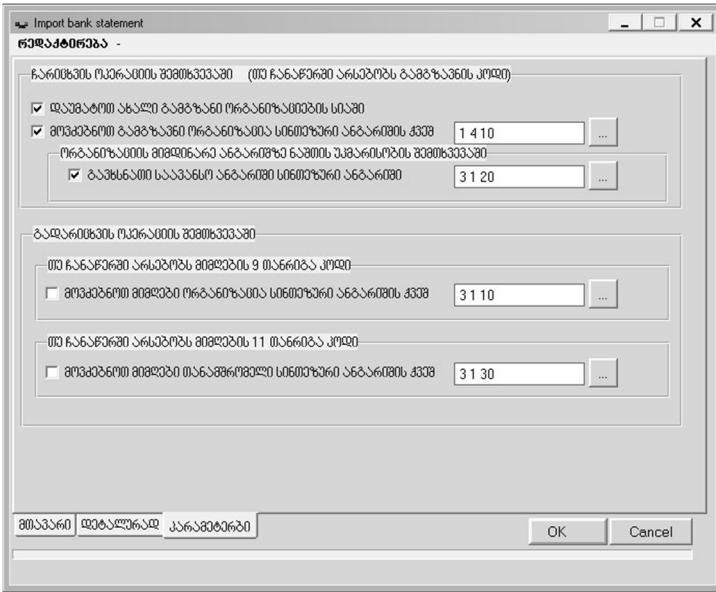 Import bank statement
რედაქტირება -
ჩარიცხვის ოპერაციის შემთხვევაში (თუ ჩანაწერში არსებობს გამგზავნის კოდი)
დაუმატოთ ახალი გამგზანი ორგანიზაციების სიაში
მოვძებნოთ გამგზავნი ორგანიზაცია სინთეზური ანგარიშის ქვეშ 1 4 10 ...
ორგანიზაციის მიმდინარე ანგარიშზე ნაშთის უკმარისობის შემთხვევაში
გავხსნათი საავანსო ანგარიში სინთეზური ანგარიში 3 1 20 ...
გადარიცხვის ოპერაციის შემთხვევაში
თუ ჩანაწერში არსებობს მიმღების 9 თანრიგა კოდი
მოვძებნოთ მიმღები ორგანიზაცია სინთეზური ანგარიშის ქვეშ 3 1 10 ...
თუ ჩანაწერში არსებობს მიმღების 11 თანრიგა კოდი
მოვძებნოთ მიმღები თანამშრომელი სინთეზური ანგარიშის ქვეშ 3 1 30 ...
მთავარი დეტალურად პარამეტრები
OK Cancel